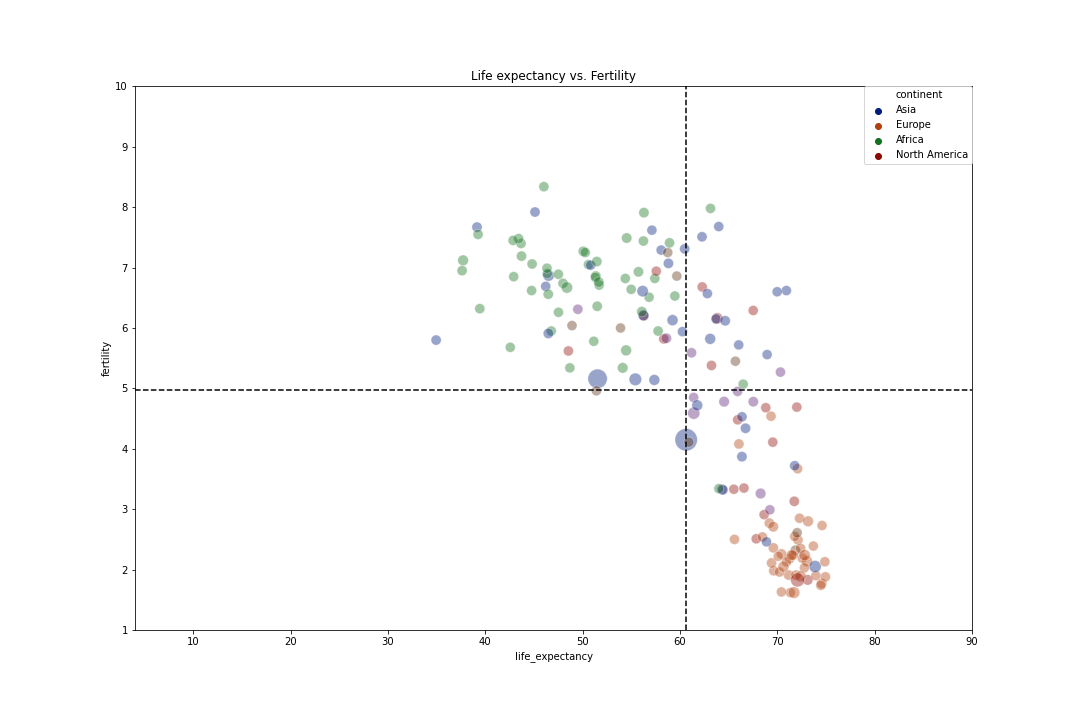 Life expectancy vs. Fertility
10
9
8
7
6
5
4
3
2
1
fertility
continent
Asia
Europe
Africa
North America
10 20 30 40 50 60 70 80 90
life_expectancy